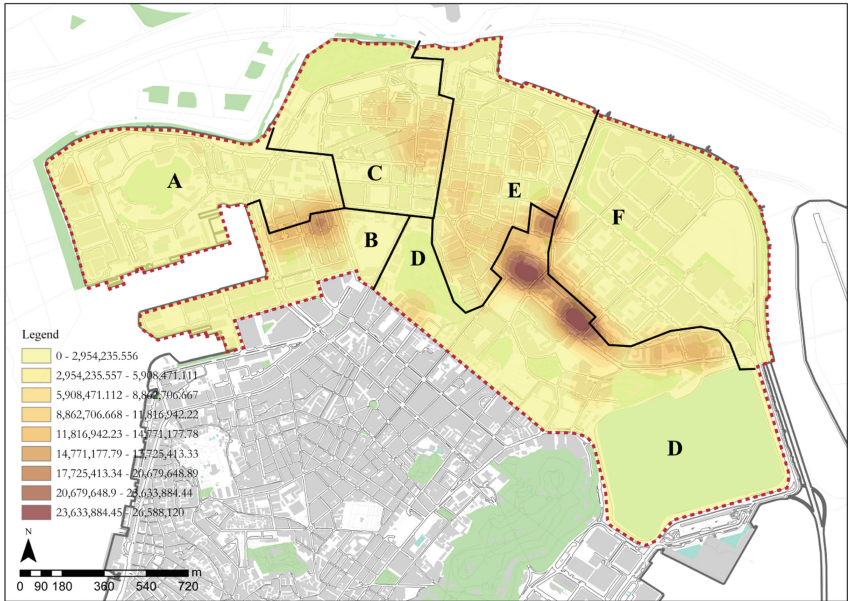 A
C
E
B
D
F
D
Legend
0 - 2,954,235.556
2,954,235.557 - 5,908,471.111
5,908,471.112 - 8,862,706.667
8,862,706.668 - 11,816,942.22
11,816,942.23 - 14,771,177.78
14,771,177.79 - 17,725,413.33
17,725,413.34 - 20,679,648.89
20,679,648.9 - 23,633,884.44
23,633,884.45 - 26,588,120
N
0 90 180 360 540 720 m